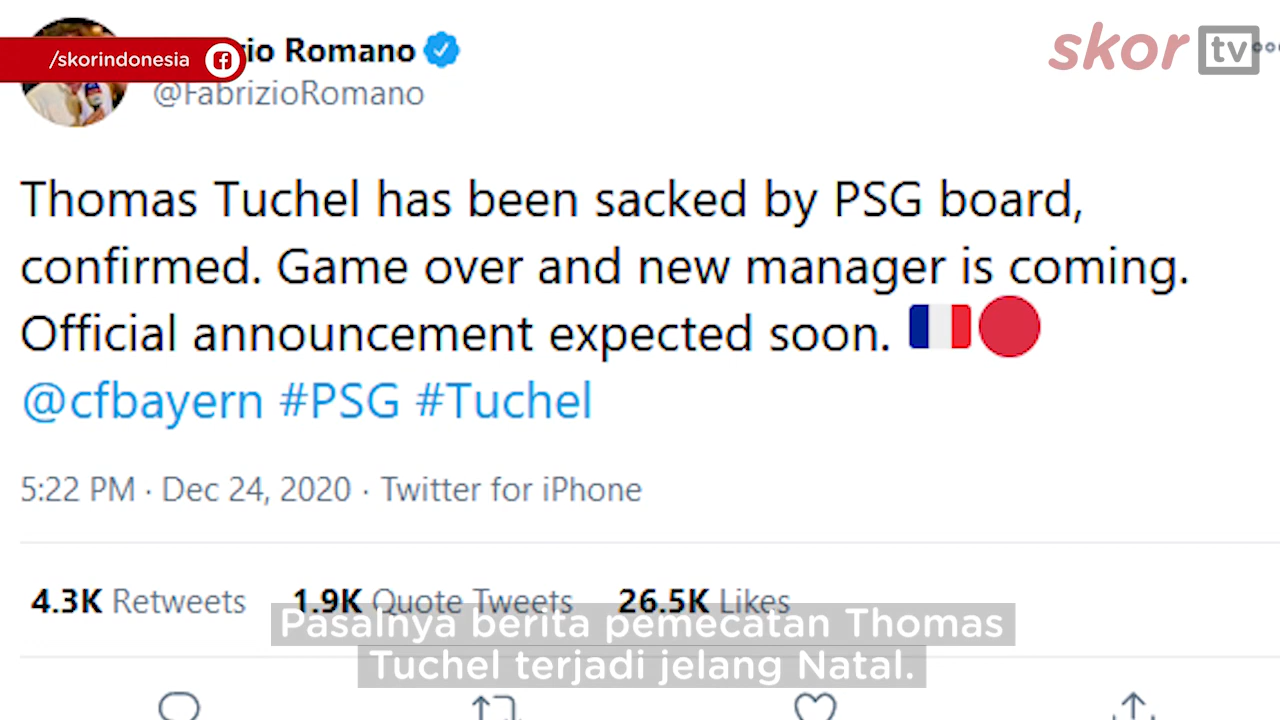 /skorindonesia
skor tv
io Romano
@FabrizioRomano
Thomas Tuchel has been sacked by PSG board,
confirmed. Game over and new manager is coming.
Official announcement expected soon.
@cfbayern #PSG #Tuchel
5:22 PM · Dec 24, 2020 · Twitter for iPhone
4.3K Retweets 1.9K Quote Tweets 26.5K Likes
Pasalnya berita pemecatan Thomas
Tuchel terjadi jelang Natal.